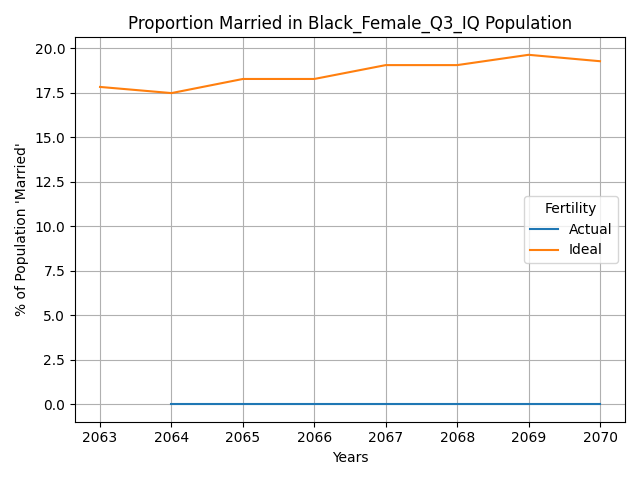 Proportion Married in Black_Female_Q3_IQ Population
% of Population 'Married'
20.0
17.5
15.0
12.5
10.0
7.5
5.0
2.5
0.0
Fertility
Actual
Ideal
2063 2064 2065 2066 2067 2068 2069 2070
Years